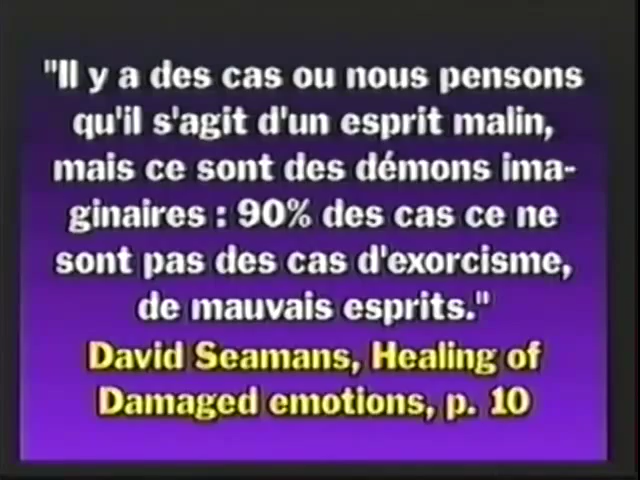 "Il y a des cas ou nous pensons
qu'il s'agit d'un esprit malin,
mais ce sont des démons ima-
ginaires : 90% des cas ce ne
sont pas des cas d'exorcisme,
de mauvais esprits."
David Seamans, Healing of
Damaged emotions, p. 10